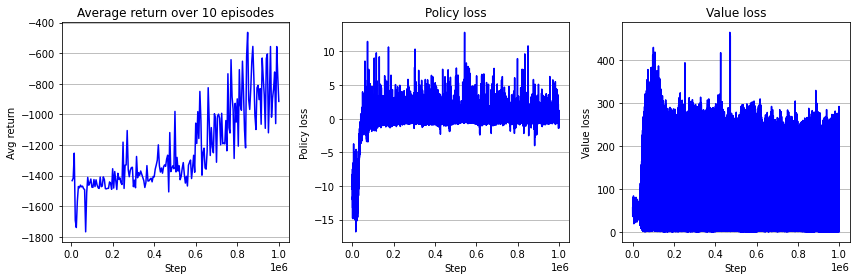 Average return over 10 episodes
Avg return
−400
−600
−800
−1000
−1200
−1400
−1600
−1800
0.0 0.2 0.4 0.6 0.8 1.0
1e6
Step
Policy loss
Policy loss
10
5
0
−5
−10
−15
0.0 0.2 0.4 0.6 0.8 1.0
1e6
Step
Value loss
Value loss
400
300
200
100
0
0.0 0.2 0.4 0.6 0.8 1.0
1e6
Step